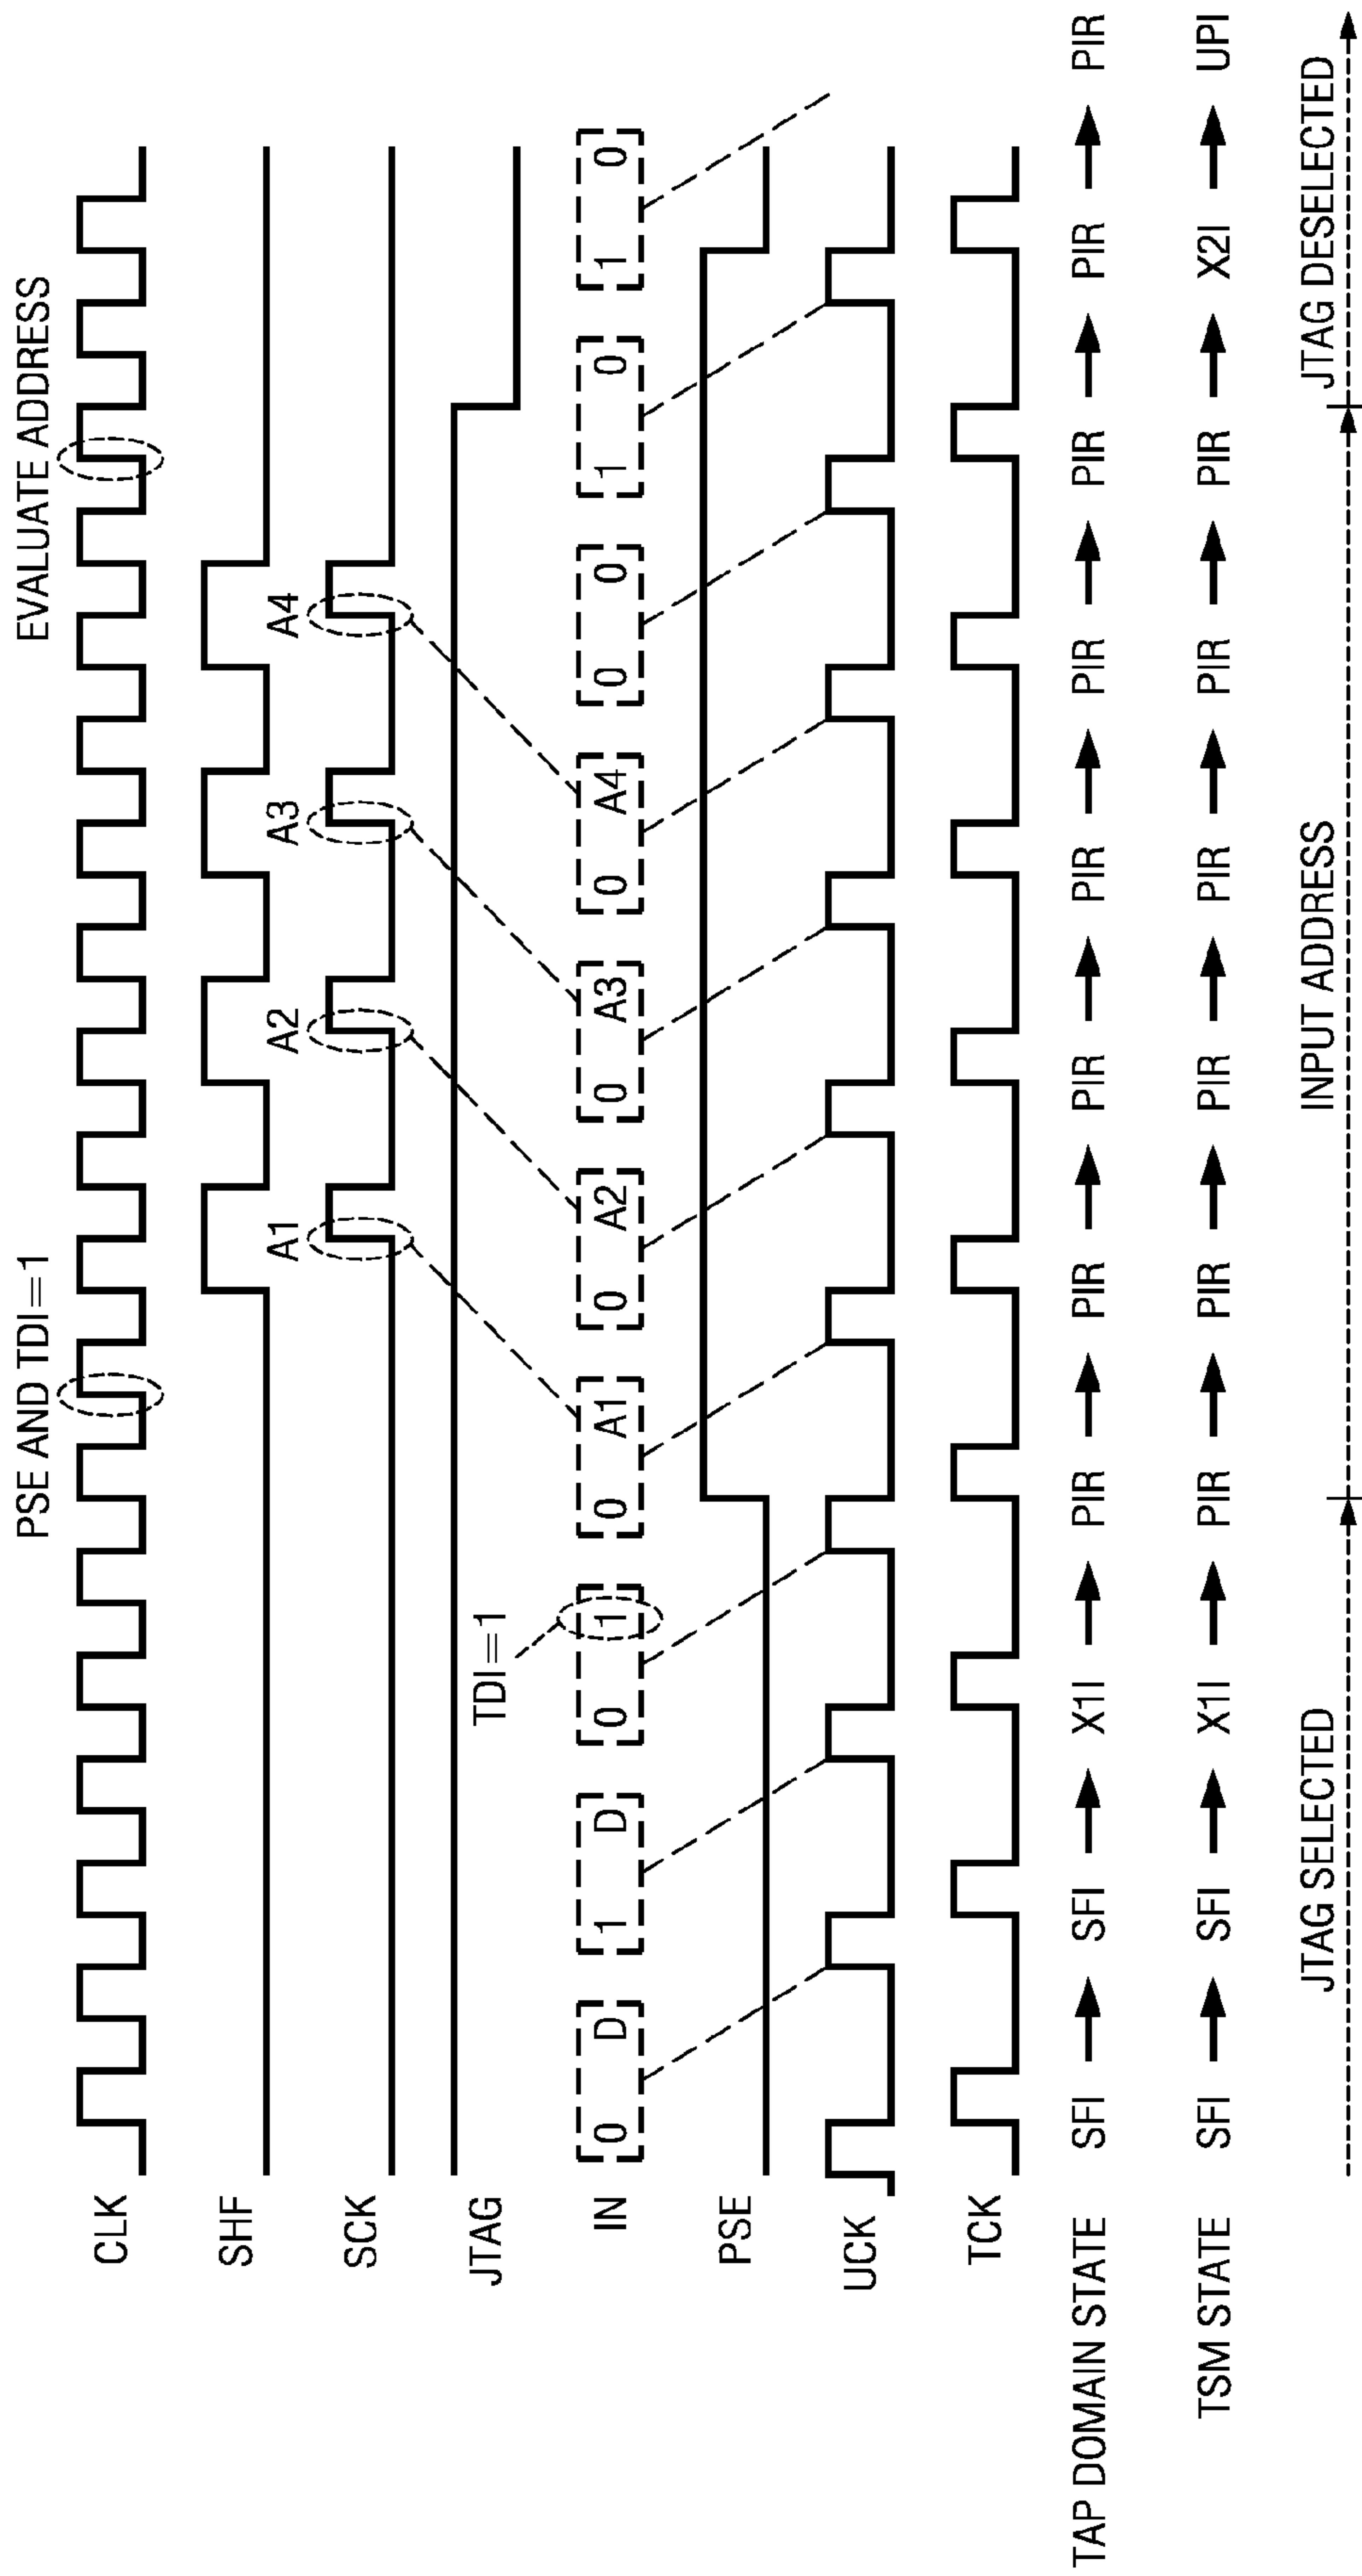 PSE AND TDI=1 EVALUATE ADDRESS
CLK
SHF
A1 A2 A3 A4
SCK
JTAG
TDI=1
IN 0 D 1 D 0 1 0 A1 0 A2 0 A3 0 A4 0 0 1 0 1 0
PSE
UCK
TCK
TAP DOMAIN STATE SFI SFI X1I PIR PIR PIR PIR PIR PIR PIR PIR
TSM STATE SFI SFI X1I PIR PIR PIR PIR PIR PIR X2I UPI
JTAG SELECTED INPUT ADDRESS JTAG DESELECTED